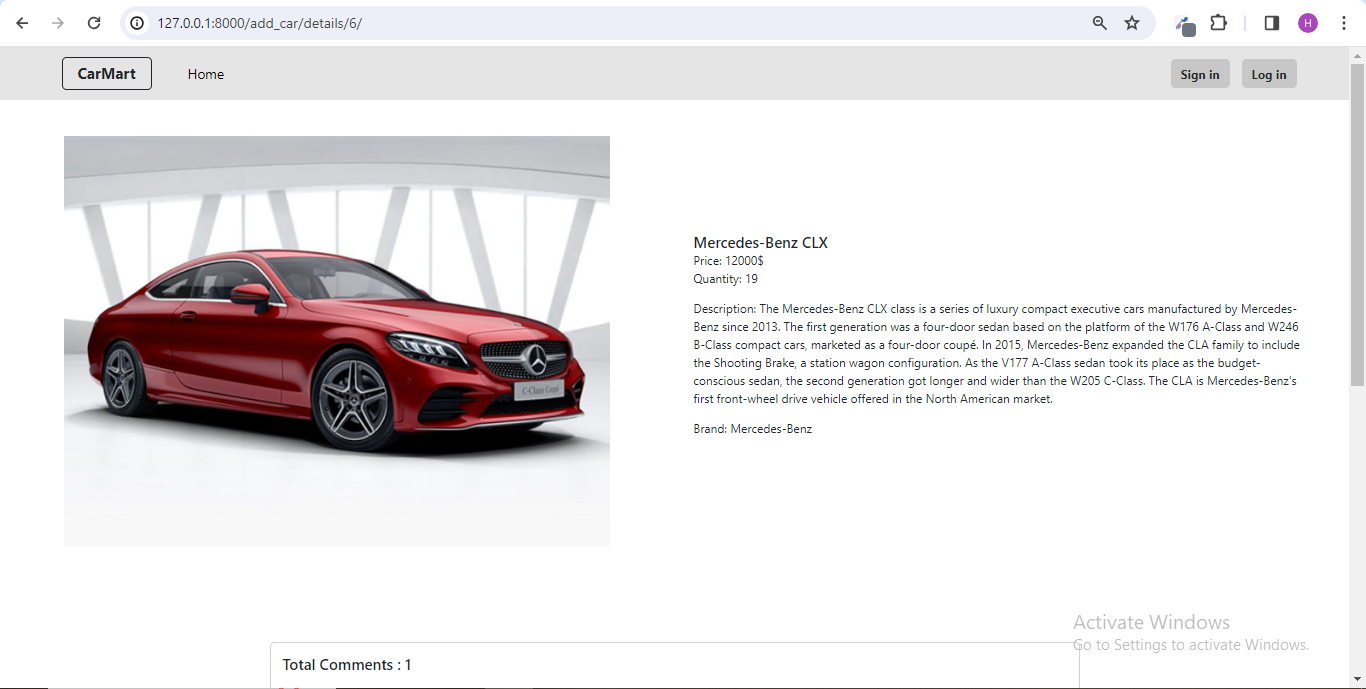 127.0.0.1:8000/add_car/details/6/
H
CarMart
Home
Sign in
Log in
C-Class Coupé
Mercedes-Benz CLX
Price: 12000$
Quantity: 19
Description: The Mercedes-Benz CLX class is a series of luxury compact executive cars manufactured by Mercedes-
Benz since 2013. The first generation was a four-door sedan based on the platform of the W176 A-Class and W246
B-Class compact cars, marketed as a four-door coupé. In 2015, Mercedes-Benz expanded the CLA family to include
the Shooting Brake, a station wagon configuration. As the V177 A-Class sedan took its place as the budget-
conscious sedan, the second generation got longer and wider than the W205 C-Class. The CLA is Mercedes-Benz's
first front-wheel drive vehicle offered in the North American market.
Brand: Mercedes-Benz
Activate Windows
Go to Settings to activate Windows.
Total Comments : 1